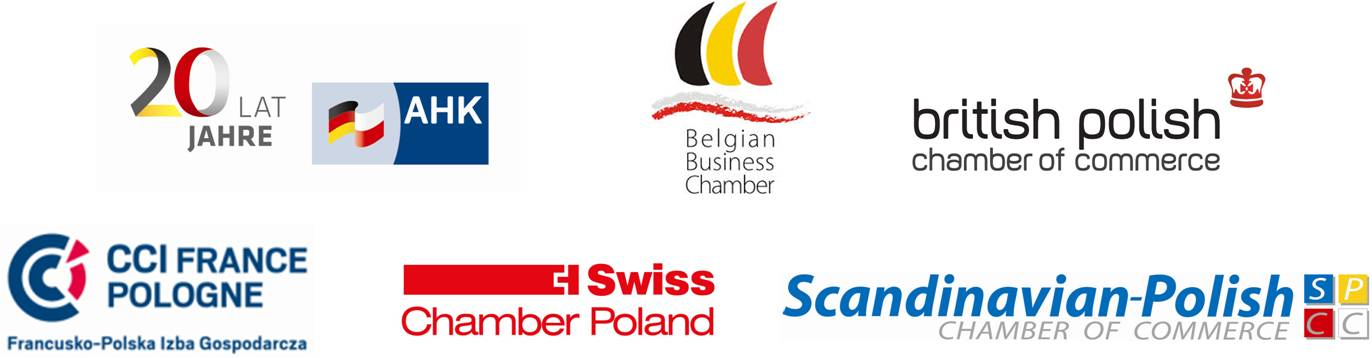 20 LAT
JAHRE
AHK
Belgian
Business
Chamber
british polish
chamber of commerce
CCI FRANCE
POLOGNE
Francusko-Polska Izba Gospodarcza
Swiss
Chamber Poland
Scandinavian-Polish
CHAMBER OF COMMERCE
S P
C C